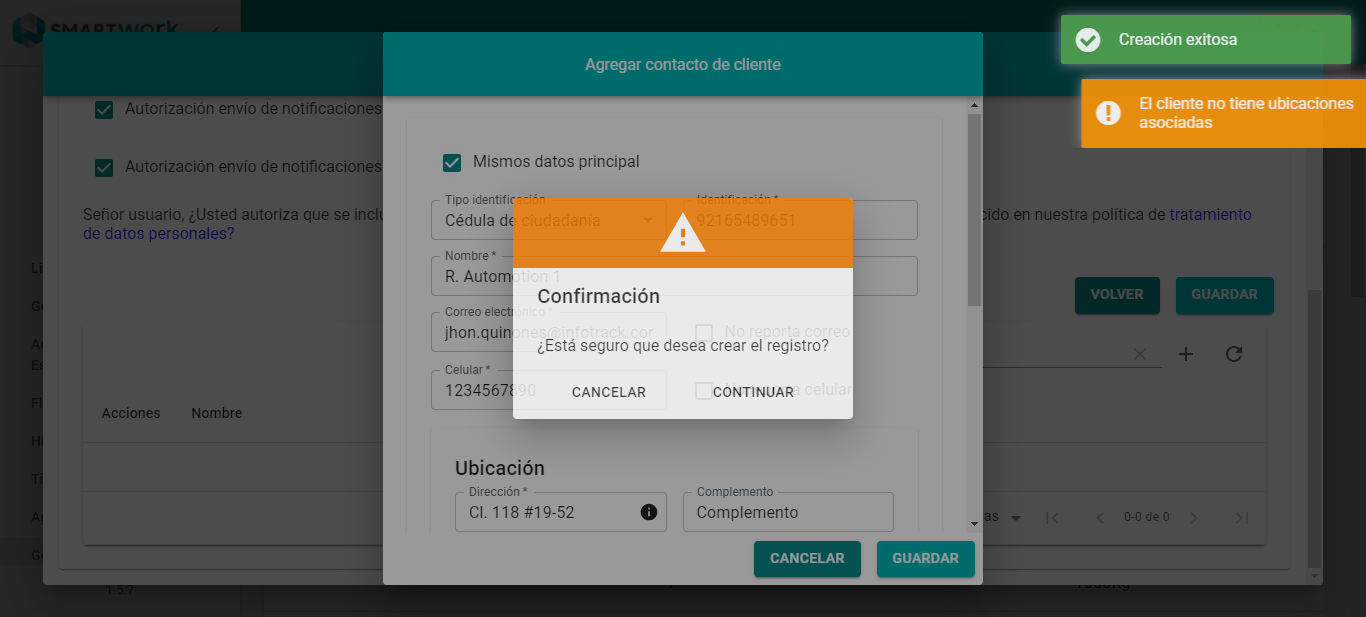 SMARTwork
Agregar contacto de cliente
Creación exitosa
El cliente no tiene ubicaciones
asociadas
Autorización envío de notificaciones
Autorización envío de notificaciones
Señor usuario, ¿Usted autoriza que se inclu
cido en nuestra política de tratamiento
de datos personales?
Mismos datos principal
Tipo identificación
Cédula de ciudadanía
Identificación *
92165489651
Nombre *
R. Automotion 1
Correo electrónico *
jhon.quinones@infotrack.cor
No reporta correo
Celular *
1234567890
No reporta celular
Confirmación
¿Está seguro que desea crear el registro?
CANCELAR
CONTINUAR
VOLVER
GUARDAR
Acciones
Nombre
Ubicación
Dirección *
Cl. 118 #19-52
Complemento
Complemento
as
0-0 de 0
CANCELAR
GUARDAR
1.5.7